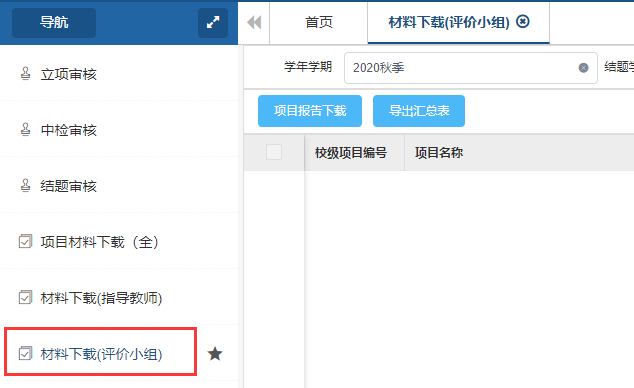 导航
首页
材料下载(评价小组)
立项审核
中检审核
结题审核
项目材料下载（全）
材料下载(指导教师)
材料下载(评价小组)
学年学期
2020秋季
结题
项目报告下载
导出汇总表
校级项目编号
项目名称